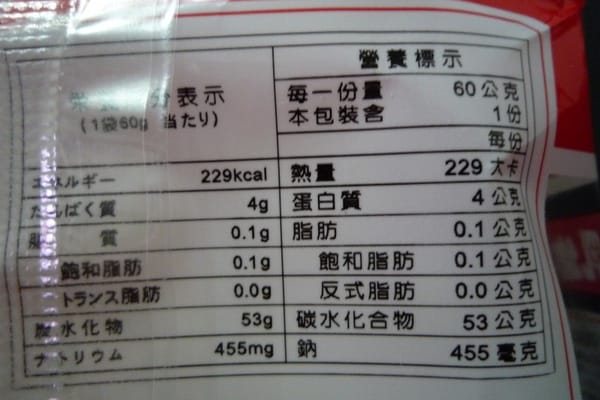 分表示
(1袋60g 当たり)
エネルギー 229kcal
たんぱく質 4g
脂 質 0.1g
飽和脂肪 0.1g
トランス脂肪 0.0g
炭水化物 53g
ナトリウム 455mg
營養標示
每一份量 60公克
本包裝含 1份
每份
熱量 229大卡
蛋白質 4公克
脂肪 0.1公克
飽和脂肪 0.1公克
反式脂肪 0.0公克
碳水化合物 53公克
鈉 455毫克